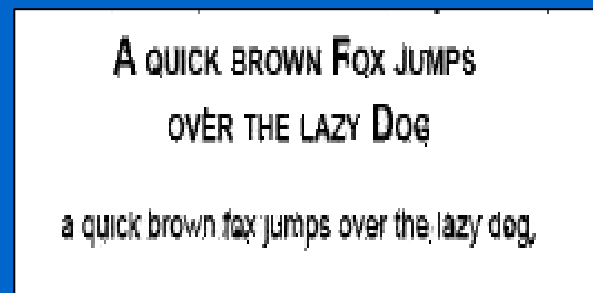 A QUICK BROWN FOX JUMPS
OVER THE LAZY DOG
a quick brown fox jumps over the lazy dog,